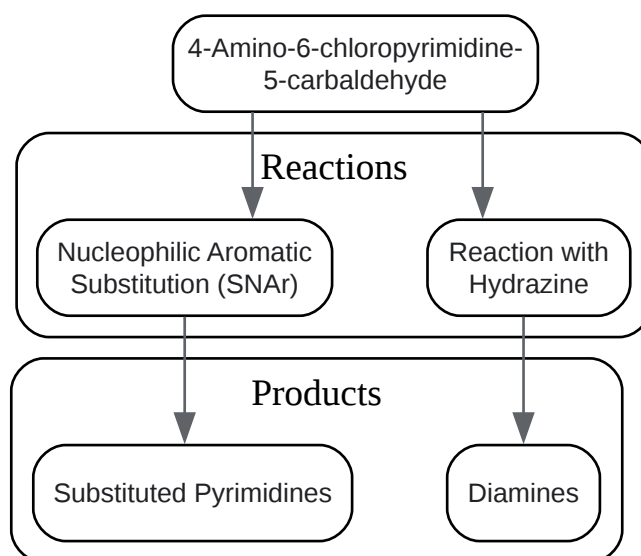 4-Amino-6-chloropyrimidine-
5-carbaldehyde
Reactions
Nucleophilic Aromatic
Substitution (SNAr)
Reaction with
Hydrazine
Products
Substituted Pyrimidines
Diamines